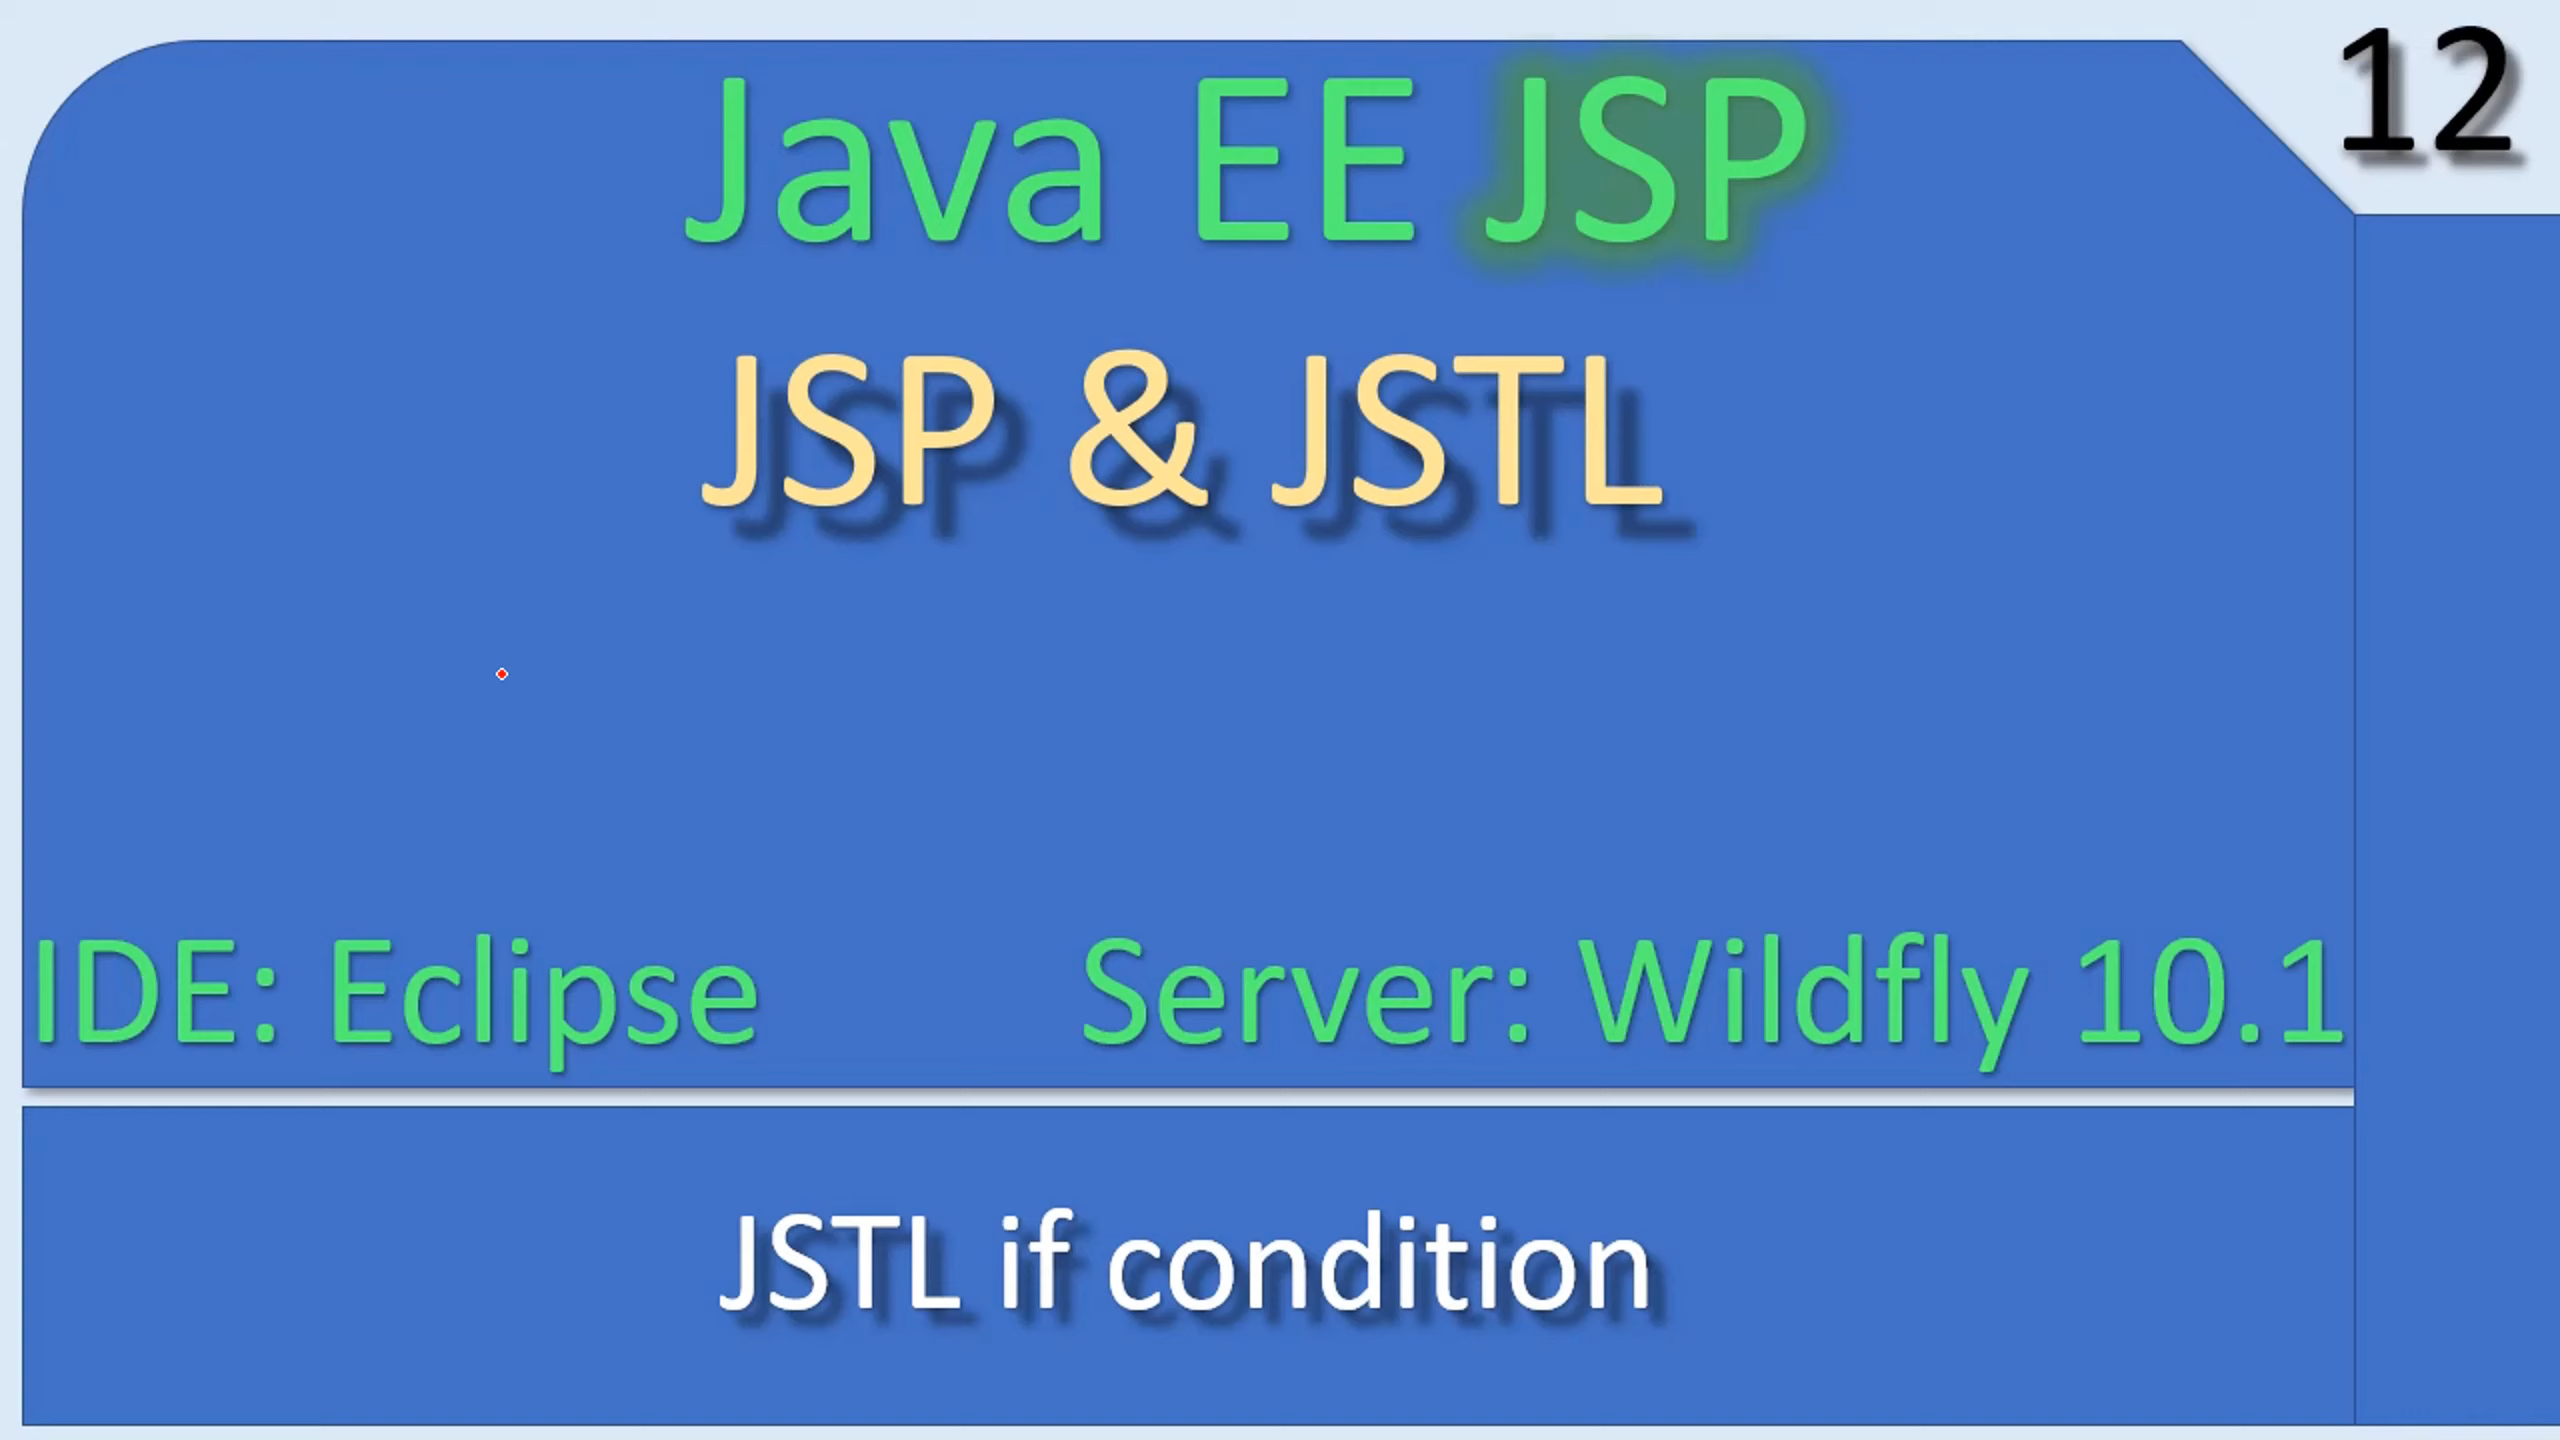 12
Java EE JSP
JSP & JSTL
IDE: Eclipse
Server: Wildfly 10.1
JSTL if condition